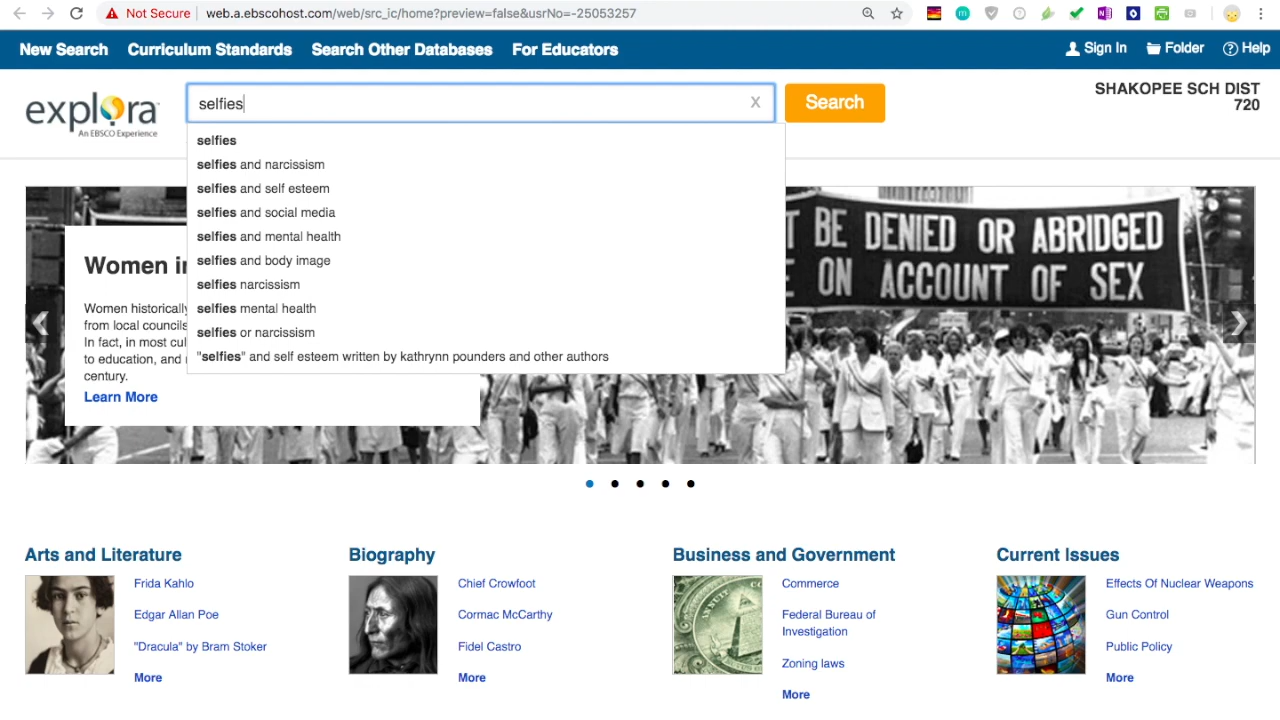 Not Secure
web.a.ebscohost.com/web/src_ic/home?preview=false&usrNo=-25053257
New Search
Curriculum Standards
Search Other Databases
For Educators
Sign In
Folder
Help
explora
An EBSCO Experience
selfies
X
Search
SHAKOPEE SCH DIST
720
selfies
selfies and narcissism
selfies and self esteem
selfies and social media
selfies and mental health
selfies and body image
selfies narcissism
selfies mental health
selfies or narcissism
"selfies" and self esteem written by kathrynn pounders and other authors
Women
Women historically
from local councils
In fact, in most
to education, and
century.
Learn More
BE DENIED OR ABRIDGED
ON ACCOUNT OF SEX
Arts and Literature
Frida Kahlo
Edgar Allan Poe
"Dracula" by Bram Stoker
More
Biography
Chief Crowfoot
Cormac McCarthy
Fidel Castro
More
Business and Government
Commerce
Federal Bureau of
Investigation
Zoning laws
More
Current Issues
Effects Of Nuclear Weapons
Gun Control
Public Policy
More